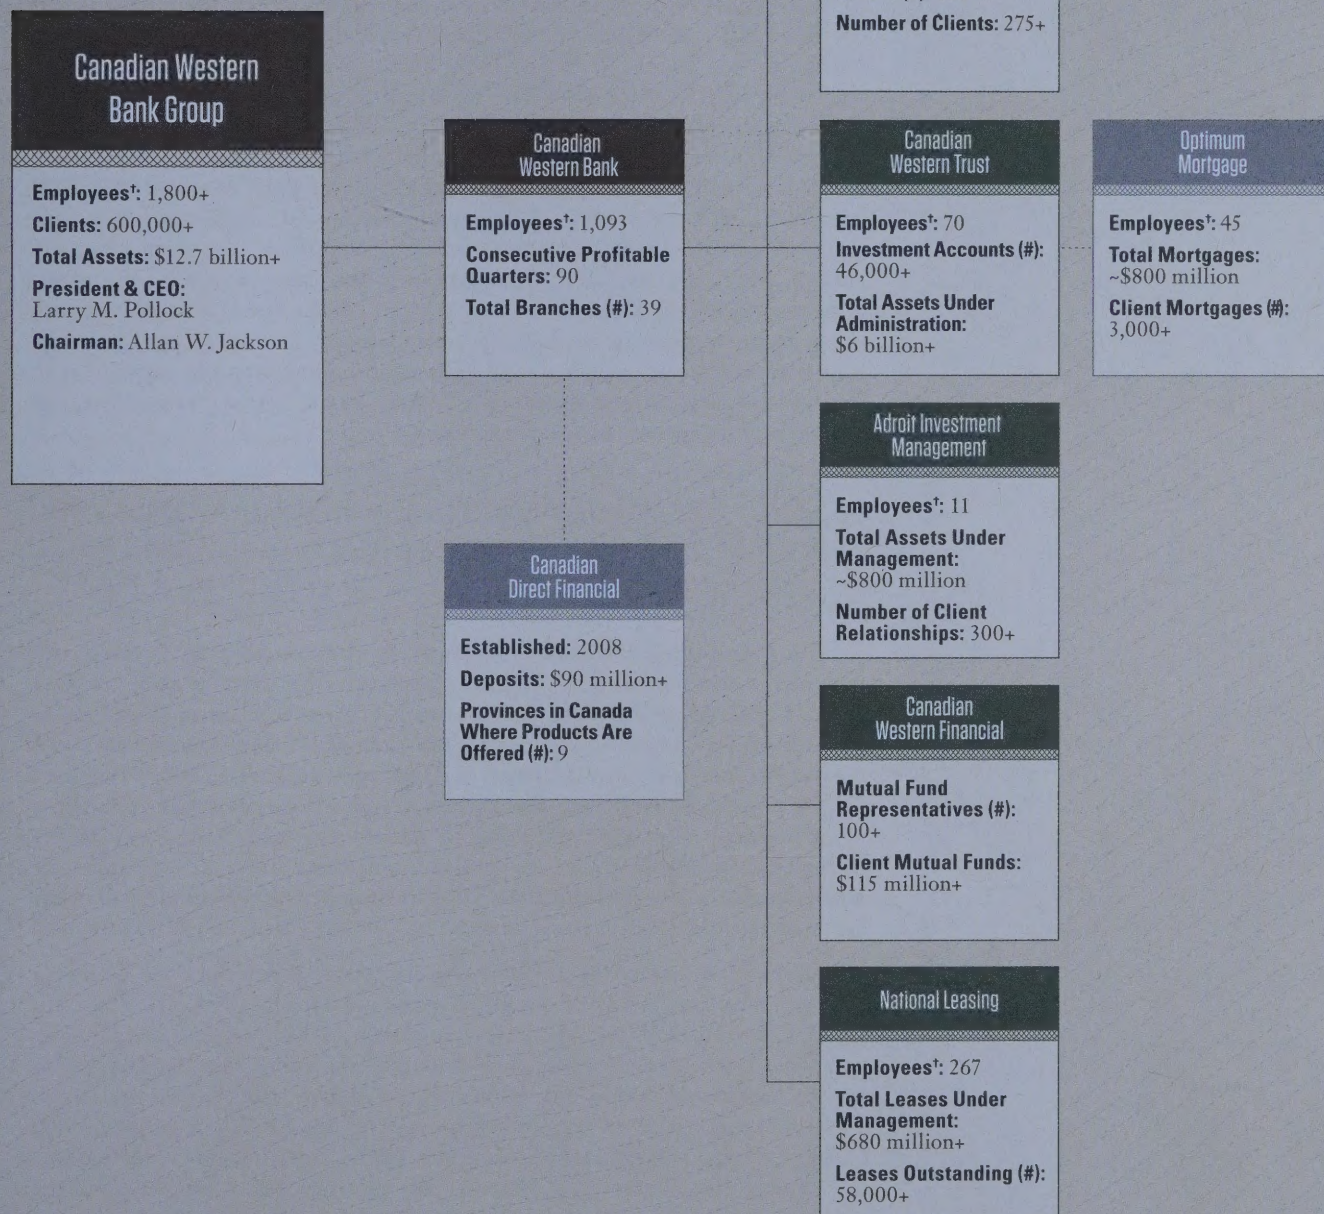 Number of Clients: 275+
Canadian Western
Bank Group
Employees†: 1,800+
Clients: 600,000+
Total Assets: $12.7 billion+
President & CEO:
Larry M. Pollock
Chairman: Allan W. Jackson
Canadian
Western Bank
Employees†: 1,093
Consecutive Profitable
Quarters: 90
Total Branches (#): 39
Canadian
Western Trust
Employees†: 70
Investment Accounts (#):
46,000+
Total Assets Under
Administration:
$6 billion+
Optimum
Mortgage
Employees†: 45
Total Mortgages:
~$800 million
Client Mortgages (#):
3,000+
Adroit Investment
Management
Employees†: 11
Total Assets Under
Management:
~$800 million
Number of Client
Relationships: 300+
Canadian
Direct Financial
Established: 2008
Deposits: $90 million+
Provinces in Canada
Where Products Are
Offered (#): 9
Canadian
Western Financial
Mutual Fund
Representatives (#):
100+
Client Mutual Funds:
$115 million+
National Leasing
Employees†: 267
Total Leases Under
Management:
$680 million+
Leases Outstanding (#):
58,000+